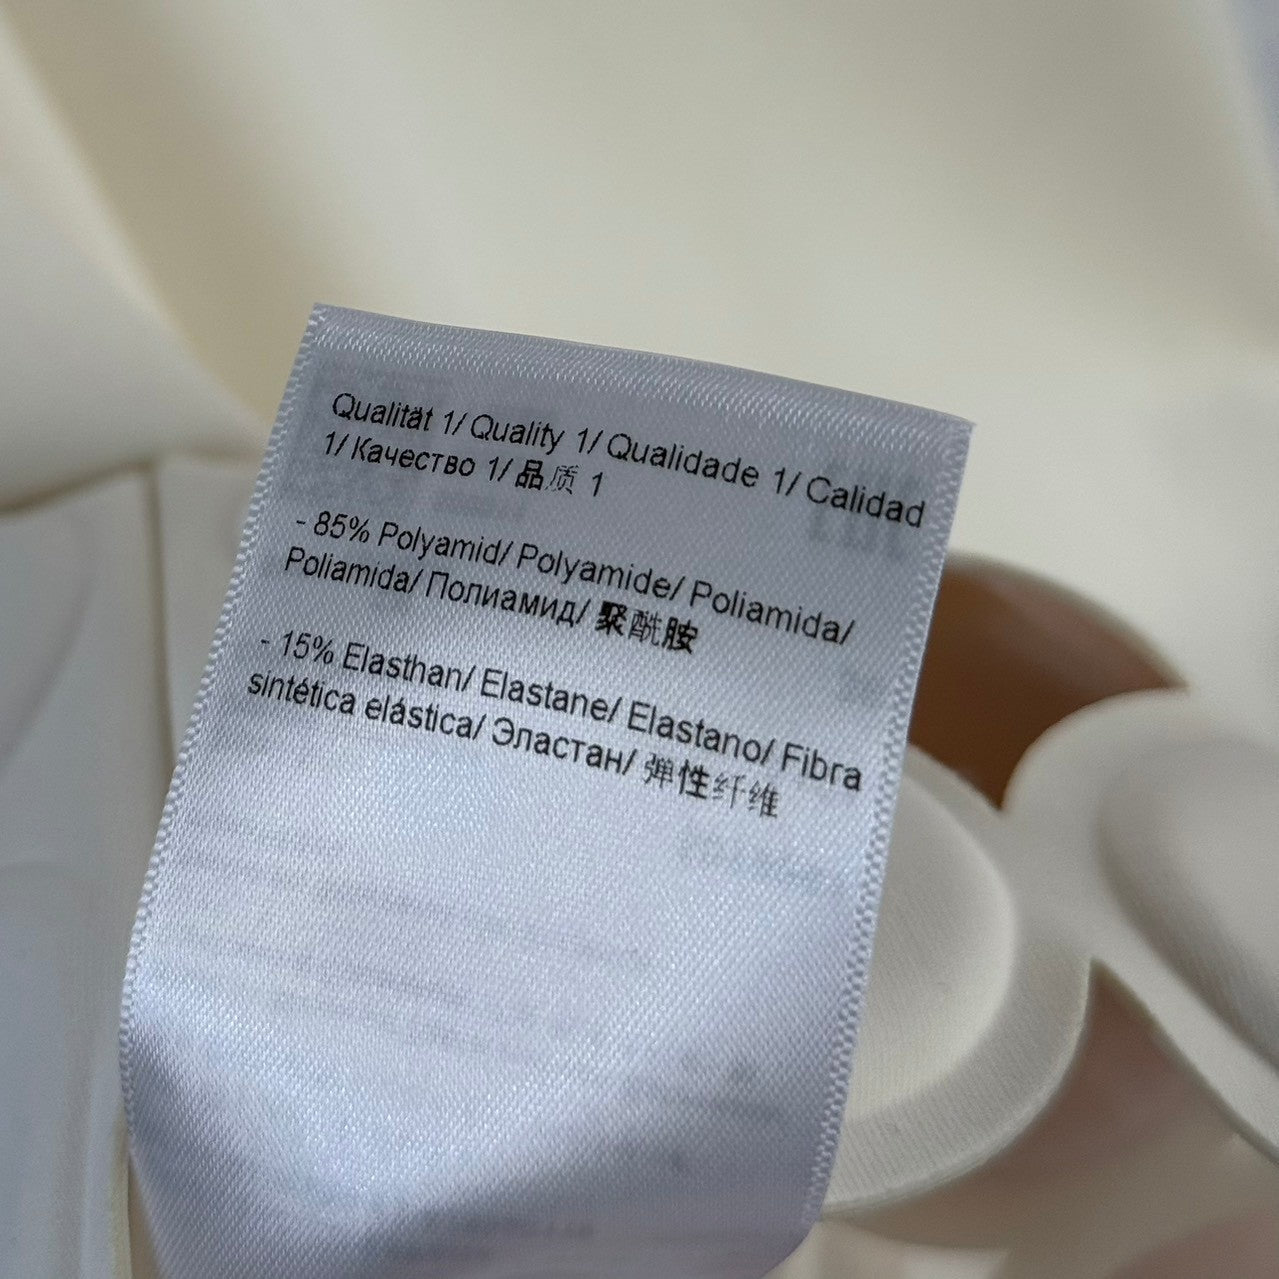 Qualität 1/ Quality 1/ Qualidade 1/ Calidad
1/ Качество 1/ 品质 1
- 85% Polyamid/ Polyamide/ Poliamida/
Poliamida/ Полиамид/ 聚酰胺
- 15% Elasthan/ Elastane/ Elastano/ Fibra
sintética elástica/ Эластан/ 弹性纤维